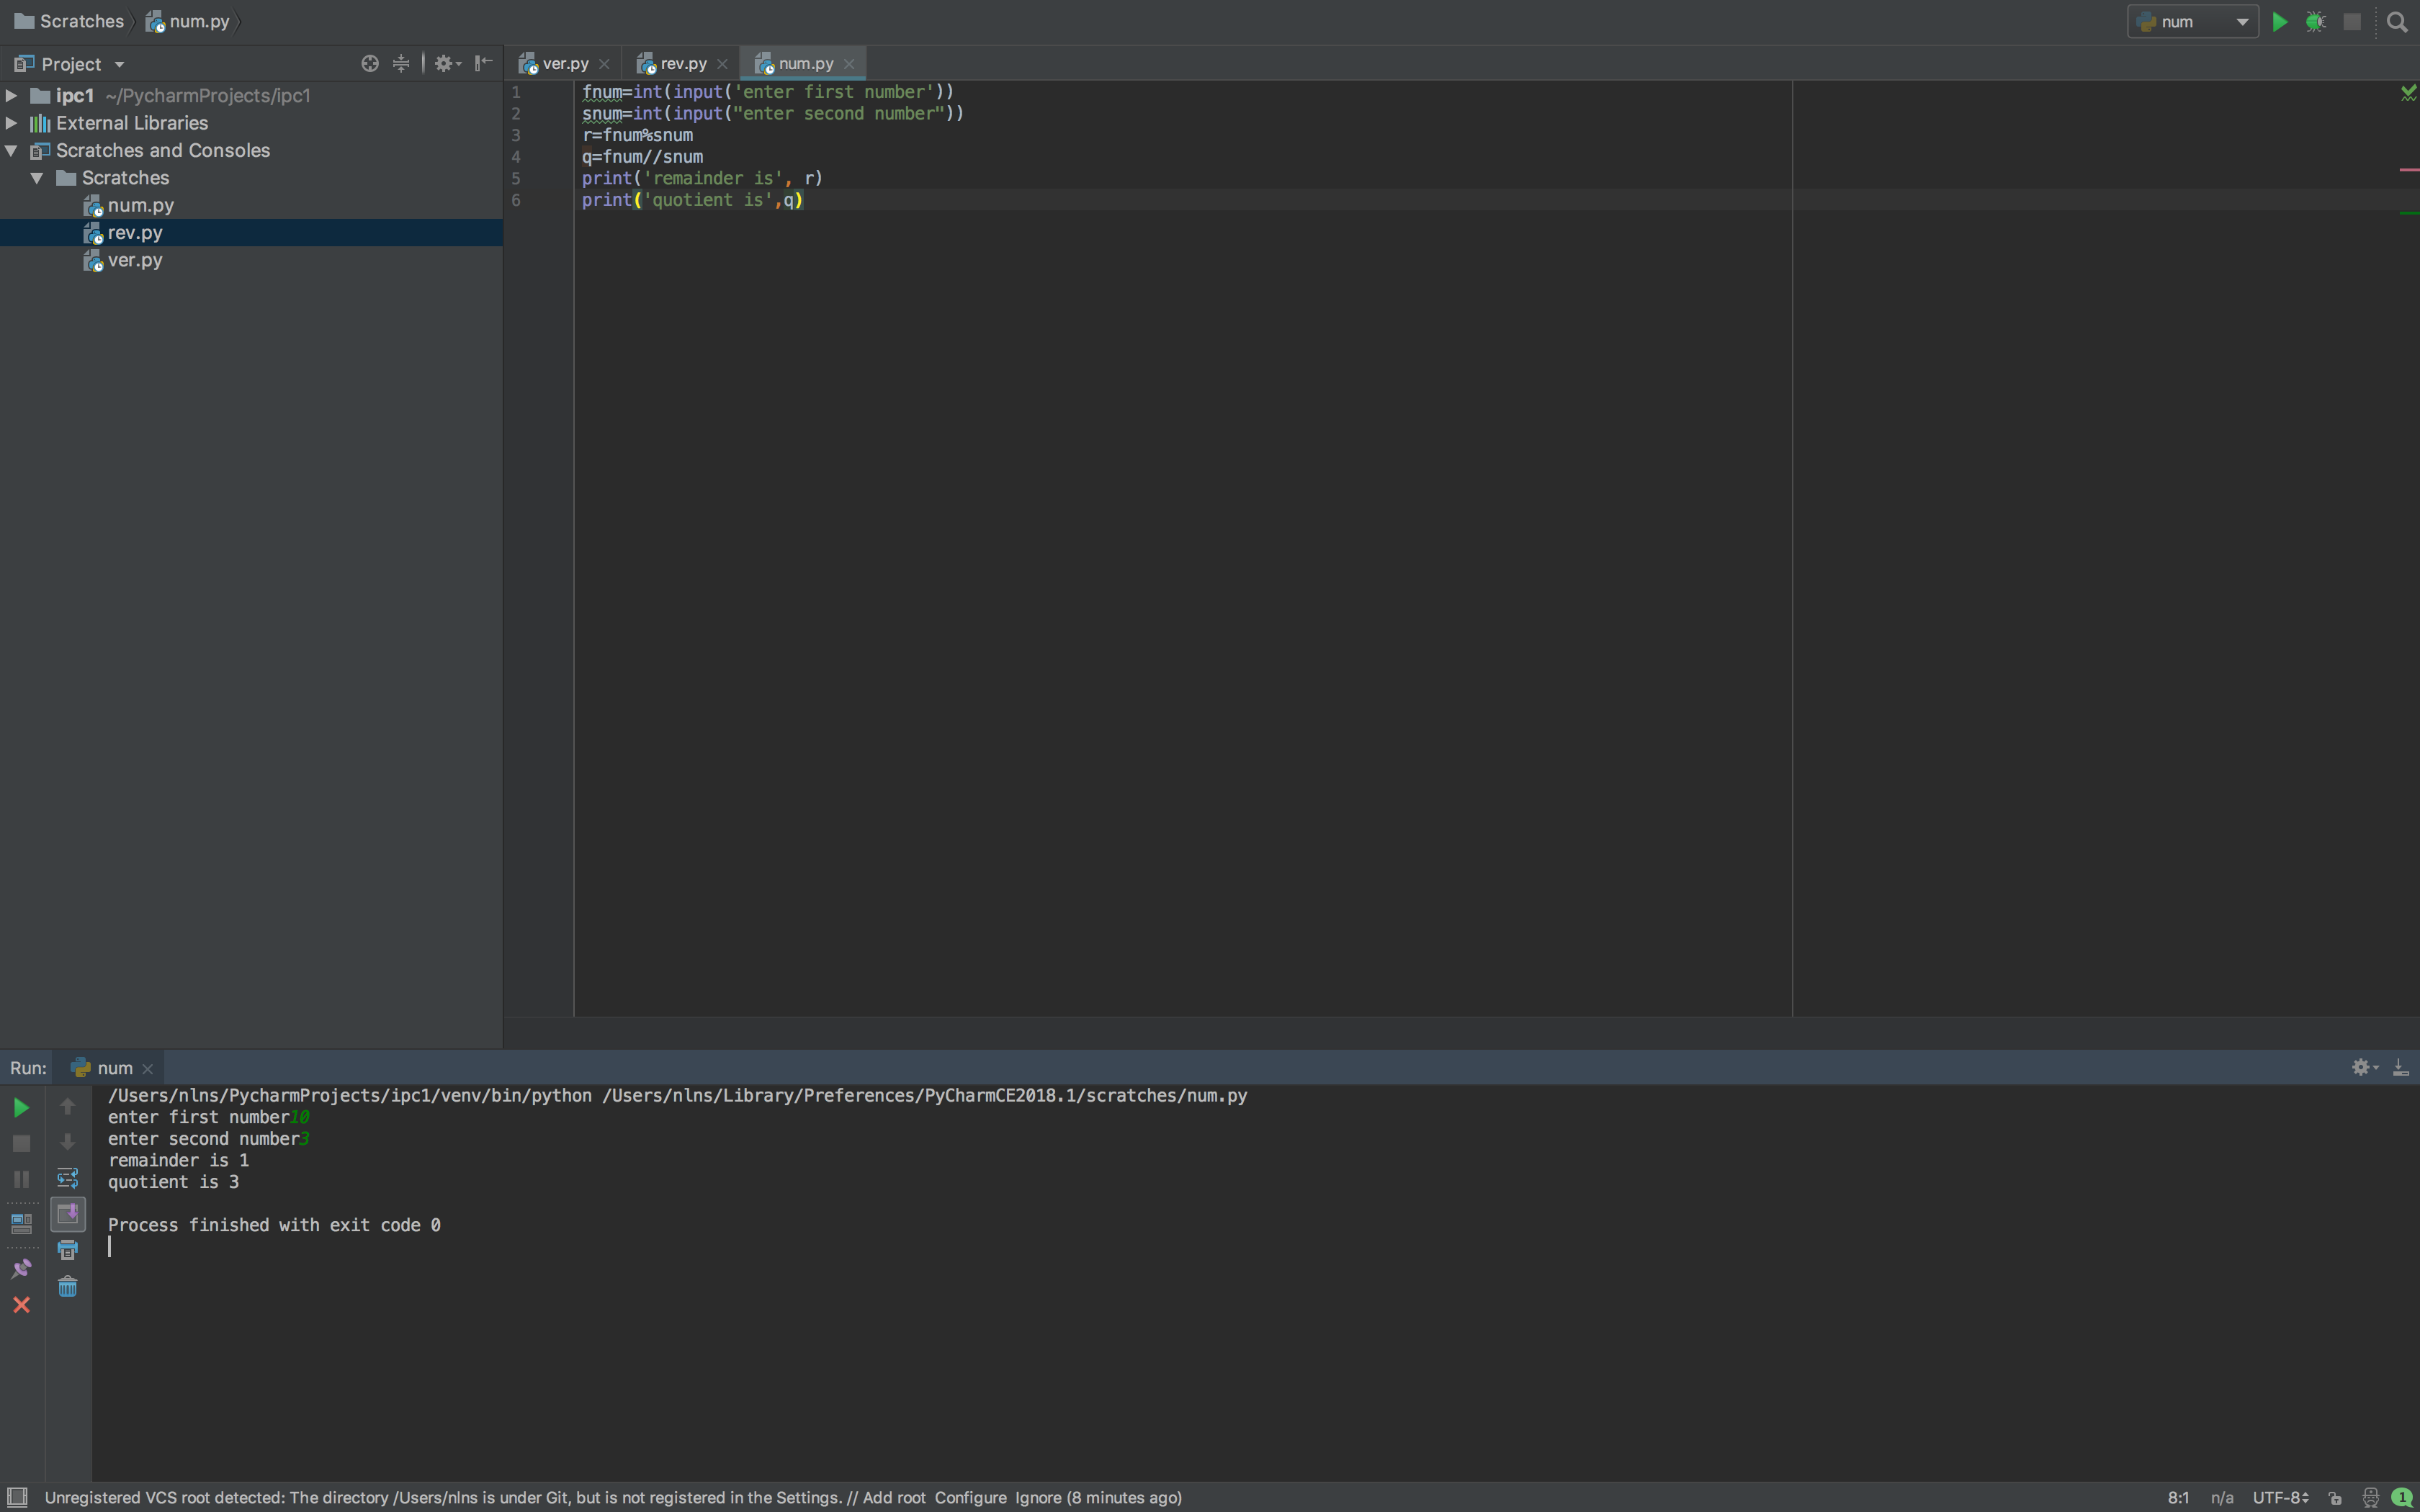 Scratches num.py num
Project ver.py rev.py num.py
ipc1 ~/PycharmProjects/ipc1
External Libraries
Scratches and Consoles
Scratches
num.py
rev.py
ver.py
1 fnum=int(input('enter first number'))
2 snum=int(input("enter second number"))
3 r=fnum%snum
4 q=fnum//snum
5 print('remainder is', r)
6 print('quotient is',q)
Run: num
/Users/nlns/PycharmProjects/ipc1/venv/bin/python /Users/nlns/Library/Preferences/PyCharmCE2018.1/scratches/num.py
enter first number10
enter second number3
remainder is 1
quotient is 3
Process finished with exit code 0
Unregistered VCS root detected: The directory /Users/nlns is under Git, but is not registered in the Settings. // Add root Configure Ignore (8 minutes ago) 8:1 n/a UTF-8 1